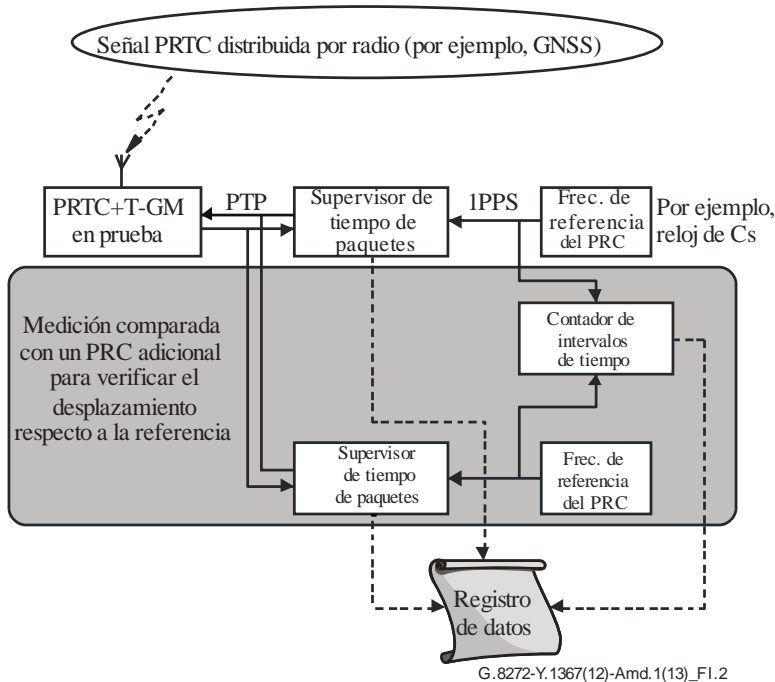 Señal PRTC distribuida por radio (por ejemplo, GNSS)
PRTC+T-GM
en prueba
PTP
Supervisor de
tiempo de
paquetes
1PPS
Frec. de
referencia
del PRC
Por ejemplo,
reloj de Cs
Medición comparada
con un PRC adicional
para verificar el
desplazamiento
respecto a la referencia
Contador de
intervalos
de tiempo
Supervisor
de tiempo
de paquetes
Frec. de
referencia
del PRC
Registro
de datos
G.8272-Y.1367(12)-Amd.1(13)_FI.2